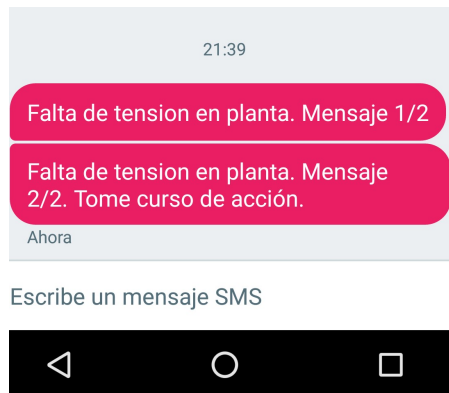 21:39
Falta de tension en planta. Mensaje 1/2
Falta de tension en planta. Mensaje
2/2. Tome curso de acción.
Ahora
Escribe un mensaje SMS